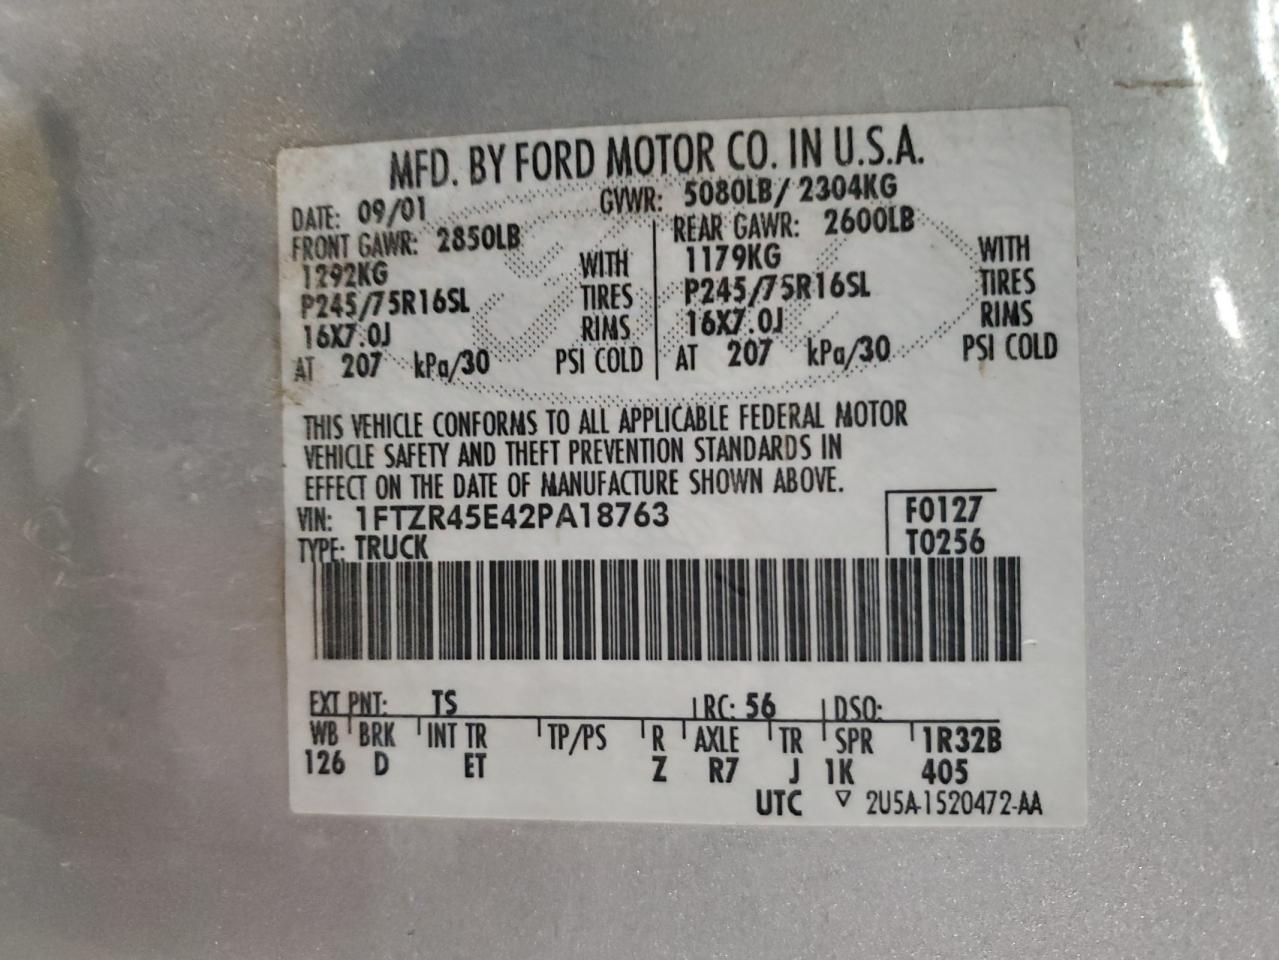 MFD. BY FORD MOTOR CO. IN U.S.A.
DATE: 09/01 GVWR: 5080LB/ 2304KG
FRONT GAWR: 2850LB REAR GAWR: 2600LB
1292KG WITH 1179KG WITH
P245/75R16SL TIRES P245/75R16SL TIRES
16X7.0J RIMS 16X7.0J RIMS
AT 207 kPa/30 PSI COLD AT 207 kPa/30 PSI COLD
THIS VEHICLE CONFORMS TO ALL APPLICABLE FEDERAL MOTOR
VEHICLE SAFETY AND THEFT PREVENTION STANDARDS IN
EFFECT ON THE DATE OF MANUFACTURE SHOWN ABOVE.
VIN: 1FTZR45E42PA18763 F0127
TYPE: TRUCK T0256
EXT PNT: TS RC: 56 DSO:
WB BRK INT TR TP/PS R AXLE TR SPR 1R32B
126 D ET Z R7 J 1K 405
UTC ▽ 2U5A-1520472-AA